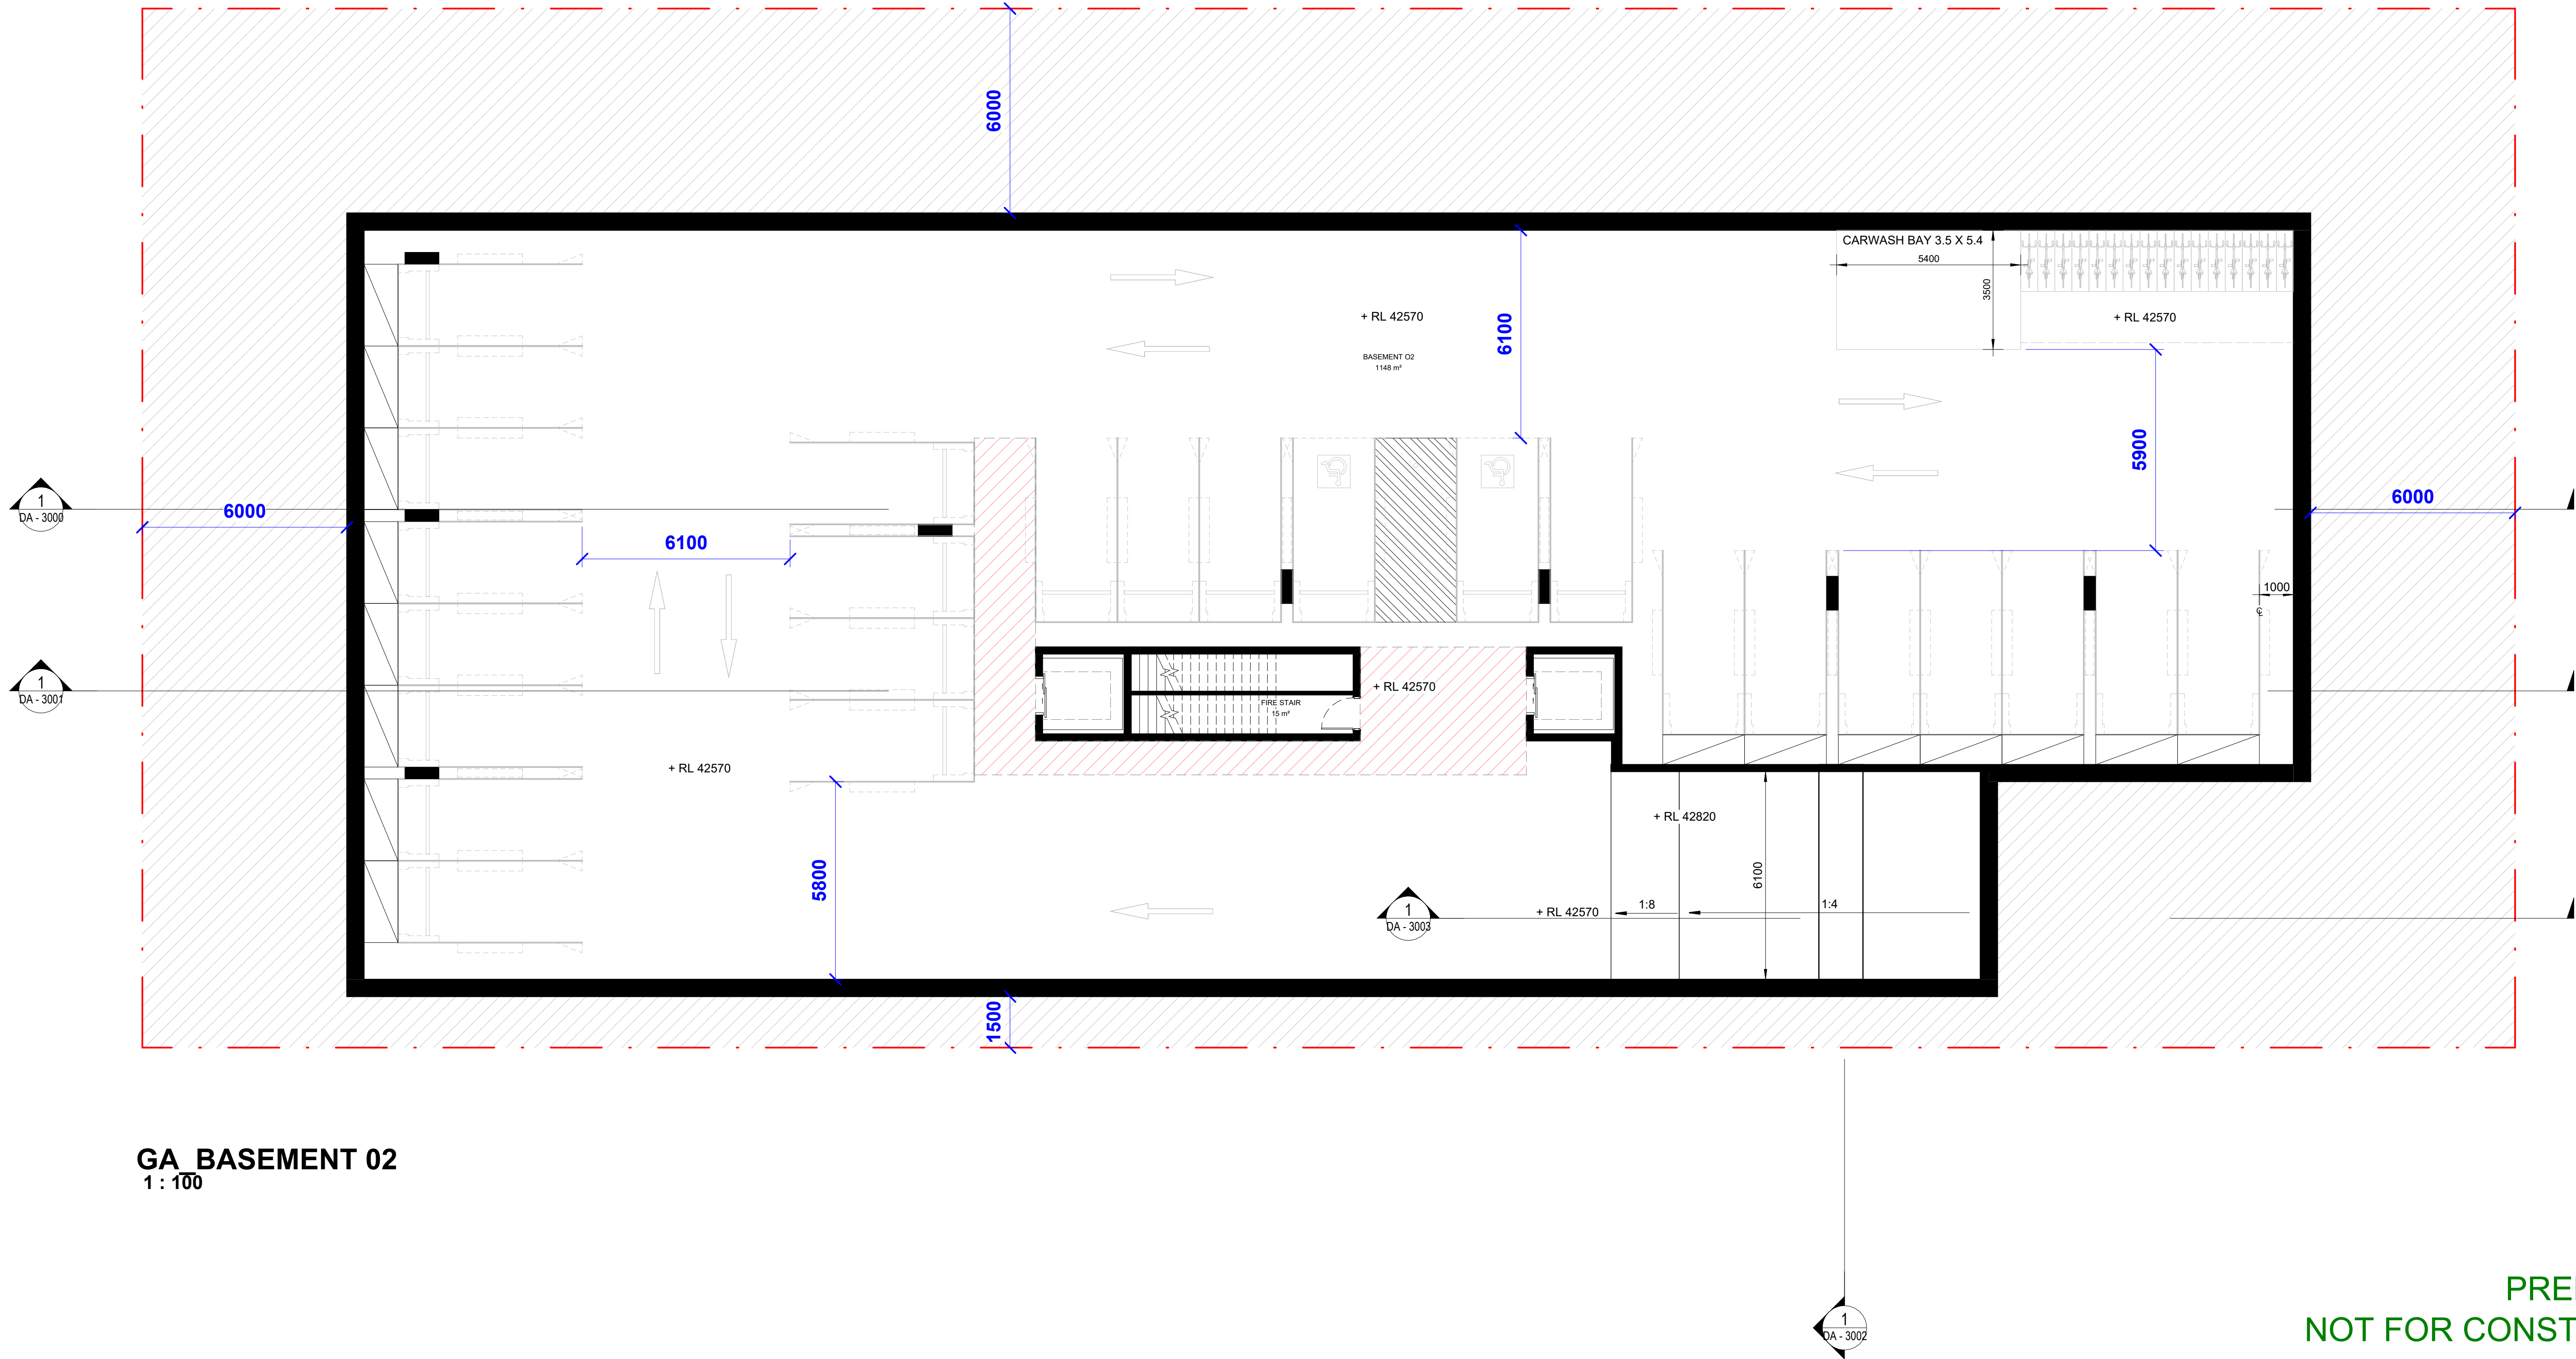 6000
CARWASH BAY 3.5 X 5.4
5400
3500
+ RL 42570
6100
+ RL 42570
BASEMENT O2
1148 m²
5900
1
DA - 3000
6000
6000
6100
1000
℄
1
DA - 3001
+ RL 42570
FIRE STAIR
15 m²
+ RL 42570
+ RL 42820
5800
6100
1
DA - 3003
+ RL 42570
1:8
1:4
1500
GA_BASEMENT 02
1 : 100
PRE
NOT FOR CONST
1
DA - 3002